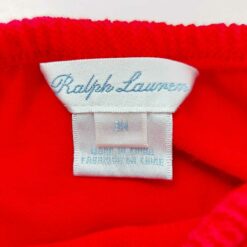 Ralph Lauren
3M
MADE IN CHINA
FABRIQUÉ EN CHINE